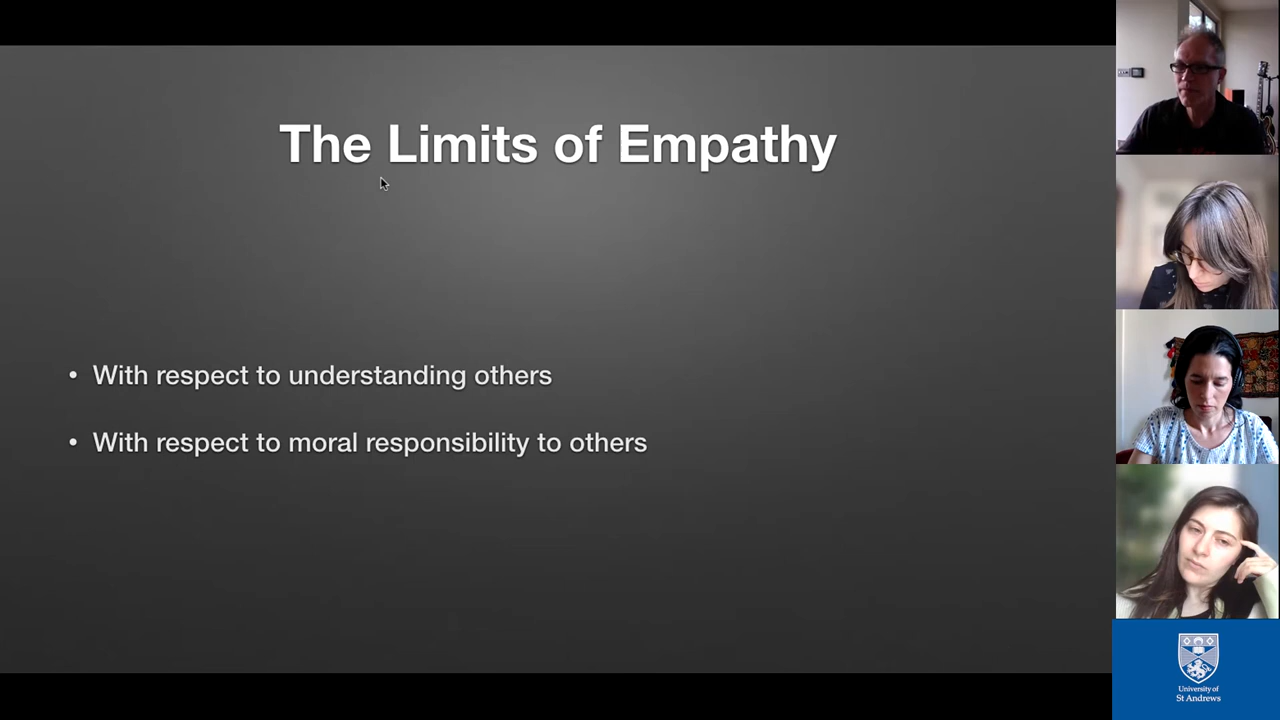 The Limits of Empathy
• With respect to understanding others
• With respect to moral responsibility to others
University of
St Andrews